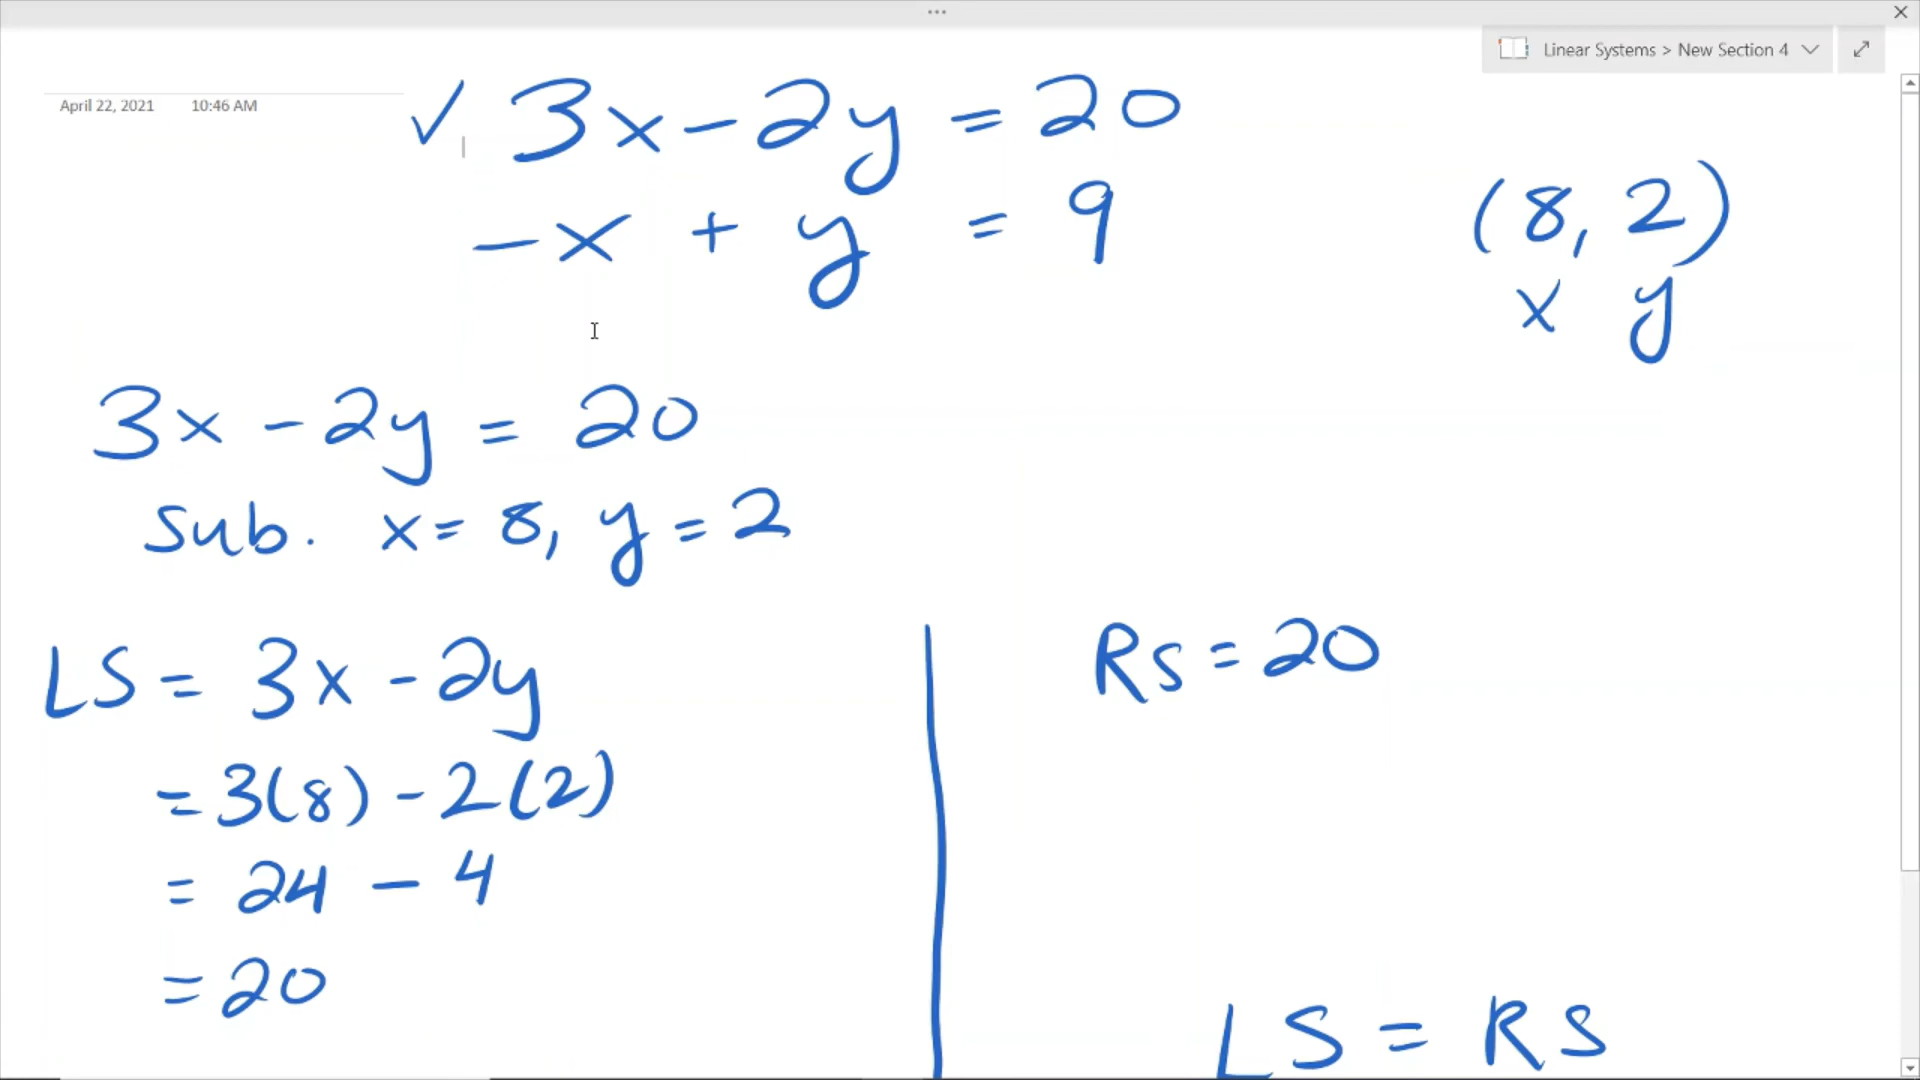 Linear Systems > New Section 4
April 22, 2021 10:46 AM
✓ 3x - 2y = 20
-x + y = 9
(8, 2)
x y
3x - 2y = 20
Sub. x = 8, y = 2
LS = 3x - 2y
= 3(8) - 2(2)
= 24 - 4
= 20
RS = 20
LS = RS